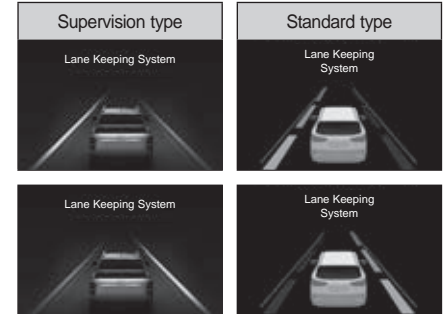 Supervision type
Standard type
Lane Keeping System
Lane Keeping
System
Lane Keeping System
Lane Keeping
System